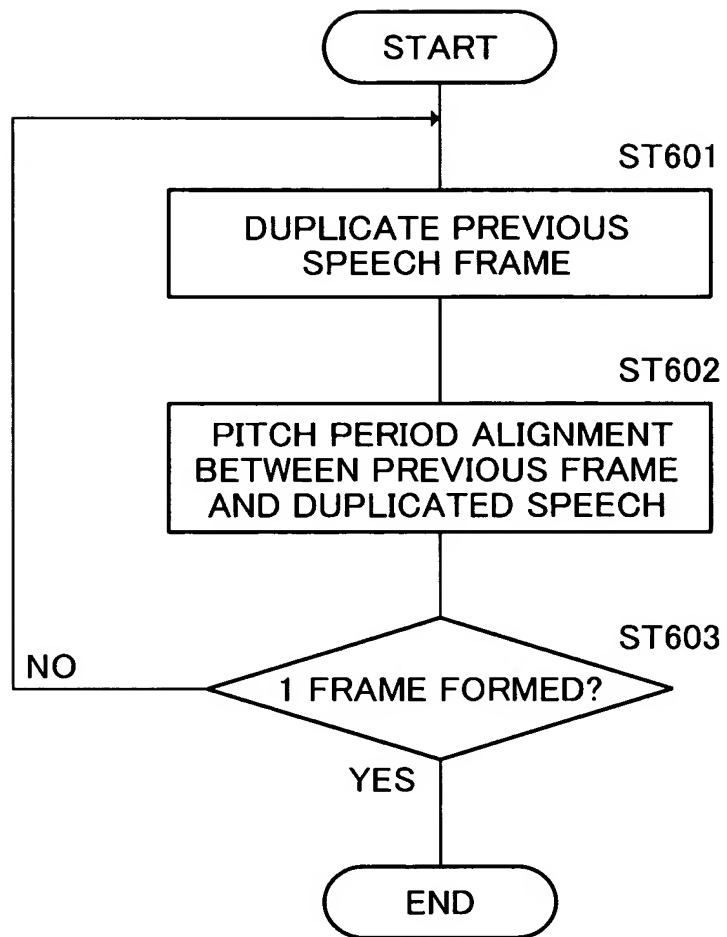 START
ST601
DUPLICATE PREVIOUS
SPEECH FRAME
ST602
PITCH PERIOD ALIGNMENT
BETWEEN PREVIOUS FRAME
AND DUPLICATED SPEECH
ST603
NO
1 FRAME FORMED?
YES
END